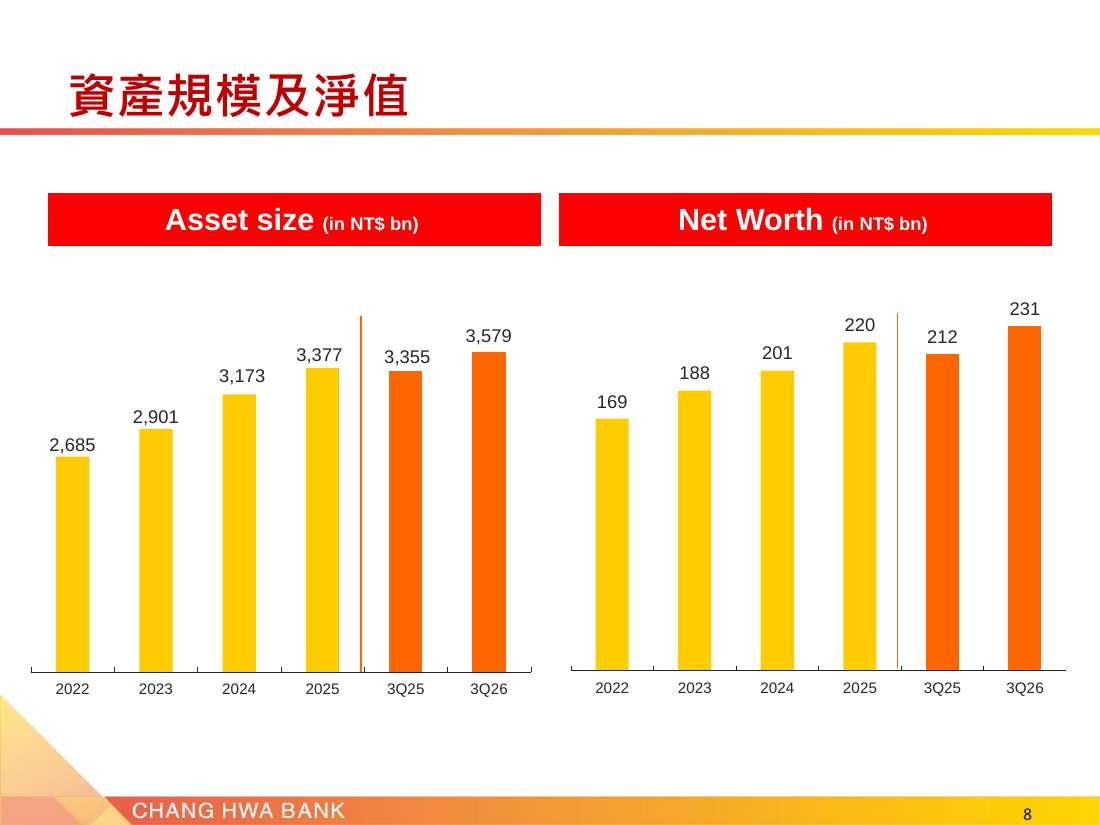 資產規模及淨值
Asset size (in NT$ bn)
2,685
2,901
3,173
3,377
3,355
3,579
2022
2023
2024
2025
3Q25
3Q26
Net Worth (in NT$ bn)
169
188
201
220
212
231
2022
2023
2024
2025
3Q25
3Q26
CHANG HWA BANK
8